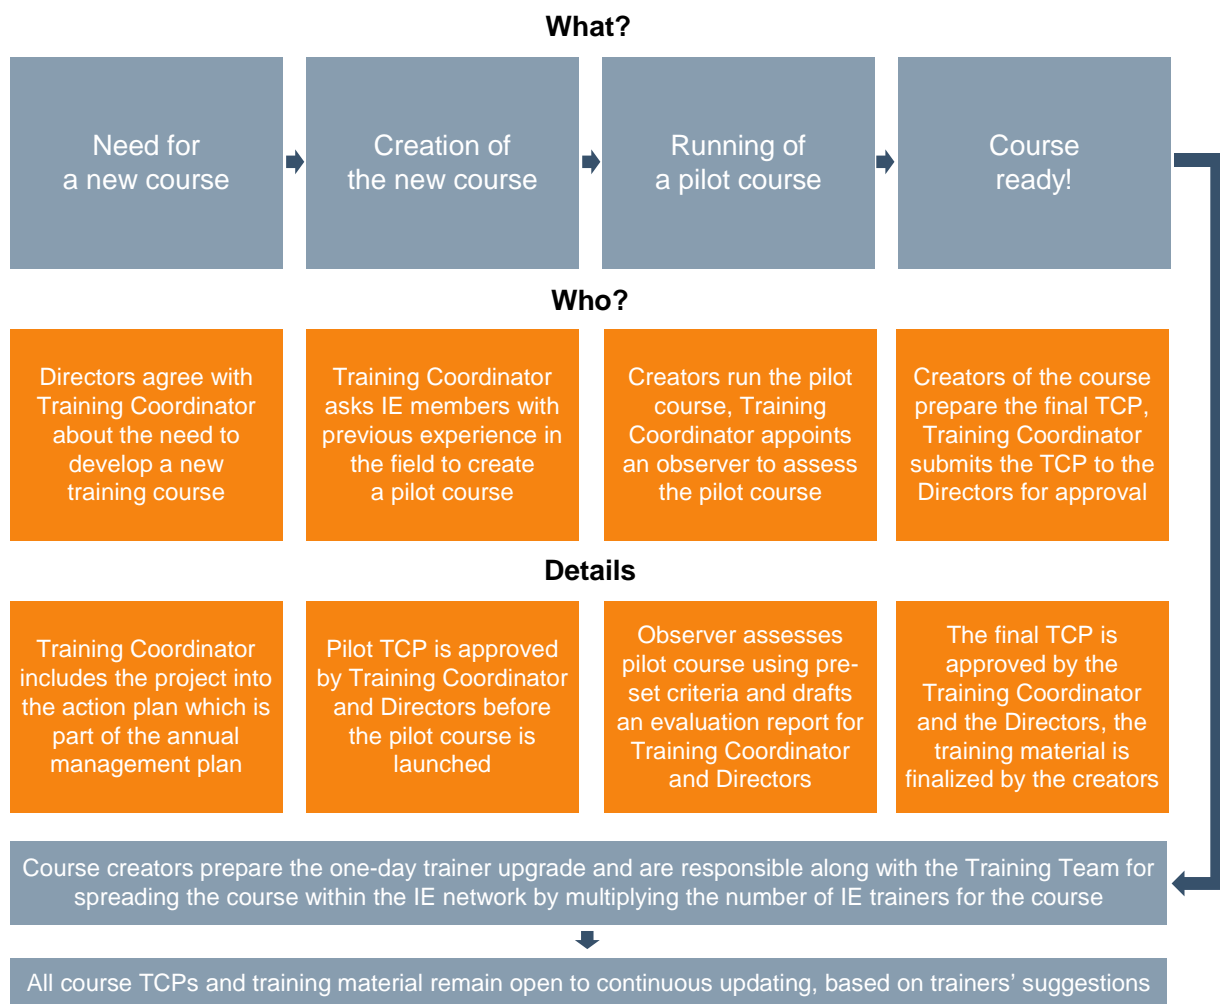 What?
Need for
a new course
Creation of
the new course
Running of
a pilot course
Course
ready!
Who?
Directors agree with
Training Coordinator
about the need to
develop a new
training course
Training Coordinator
asks IE members with
previous experience in
the field to create
a pilot course
Creators run the pilot
course, Training
Coordinator appoints
an observer to assess
the pilot course
Creators of the course
prepare the final TCP,
Training Coordinator
submits the TCP to the
Directors for approval
Details
Training Coordinator
includes the project into
the action plan which is
part of the annual
management plan
Pilot TCP is approved
by Training Coordinator
and Directors before
the pilot course is
launched
Observer assesses
pilot course using pre-
set criteria and drafts
an evaluation report for
Training Coordinator
and Directors
The final TCP is
approved by the
Training Coordinator
and the Directors, the
training material is
finalized by the creators
Course creators prepare the one-day trainer upgrade and are responsible along with the Training Team for
spreading the course within the IE network by multiplying the number of IE trainers for the course
All course TCPs and training material remain open to continuous updating, based on trainers’ suggestions